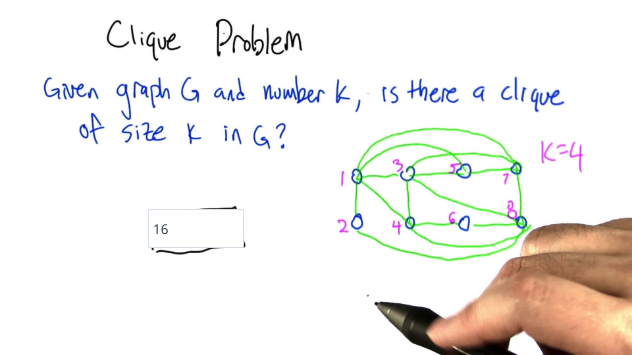 Clique Problem
Given graph G and number k, is there a clique
of size k in G?
K=4
1 3 5 7
2 4 6 8
16